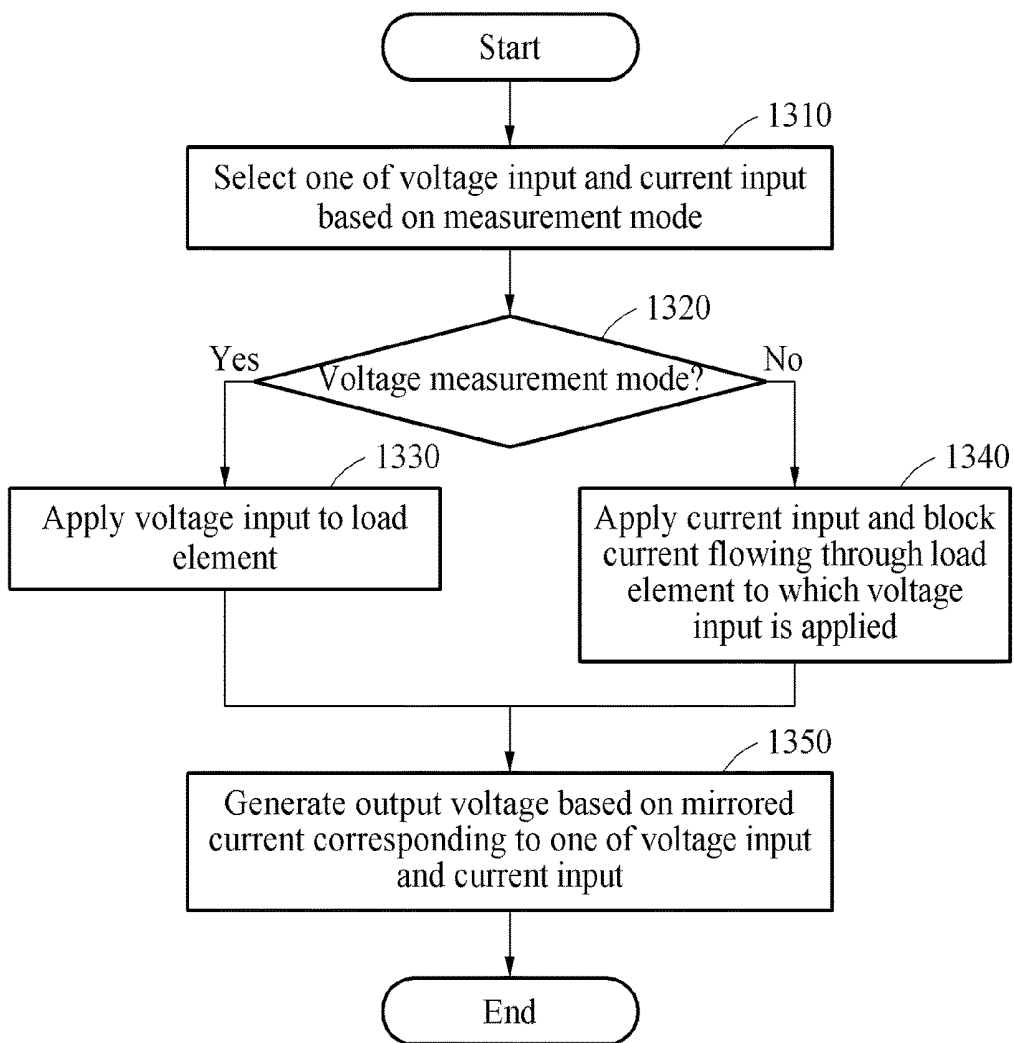 Start
1310
Select one of voltage input and current input
based on measurement mode
1320
Yes
Voltage measurement mode?
No
1330
Apply voltage input to load
element
1340
Apply current input and block
current flowing through load
element to which voltage
input is applied
1350
Generate output voltage based on mirrored
current corresponding to one of voltage input
and current input
End